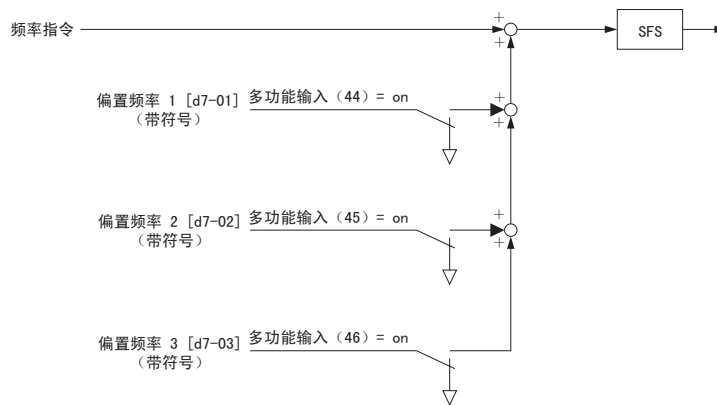 频率指令
+
+
SFS
偏置频率 1 [d7-01] 多功能输入（44）= on
（带符号）
+
+
偏置频率 2 [d7-02] 多功能输入（45）= on
（带符号）
+
+
偏置频率 3 [d7-03] 多功能输入（46）= on
（带符号）